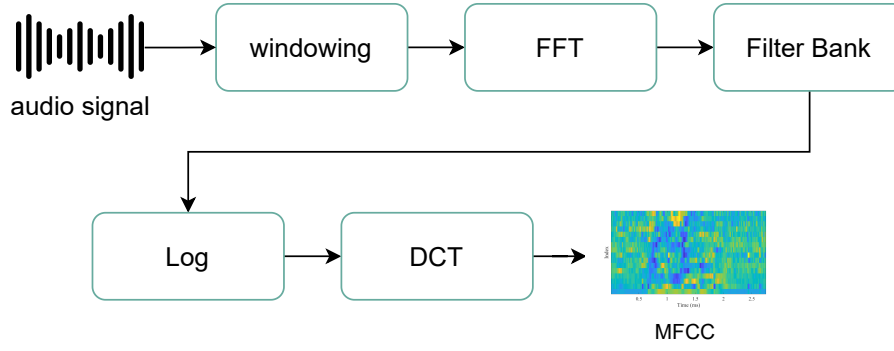 windowing
FFT
Filter Bank
audio signal
Log
DCT
Index
0.5 1 1.5 2 2.5
Time (ms)
MFCC